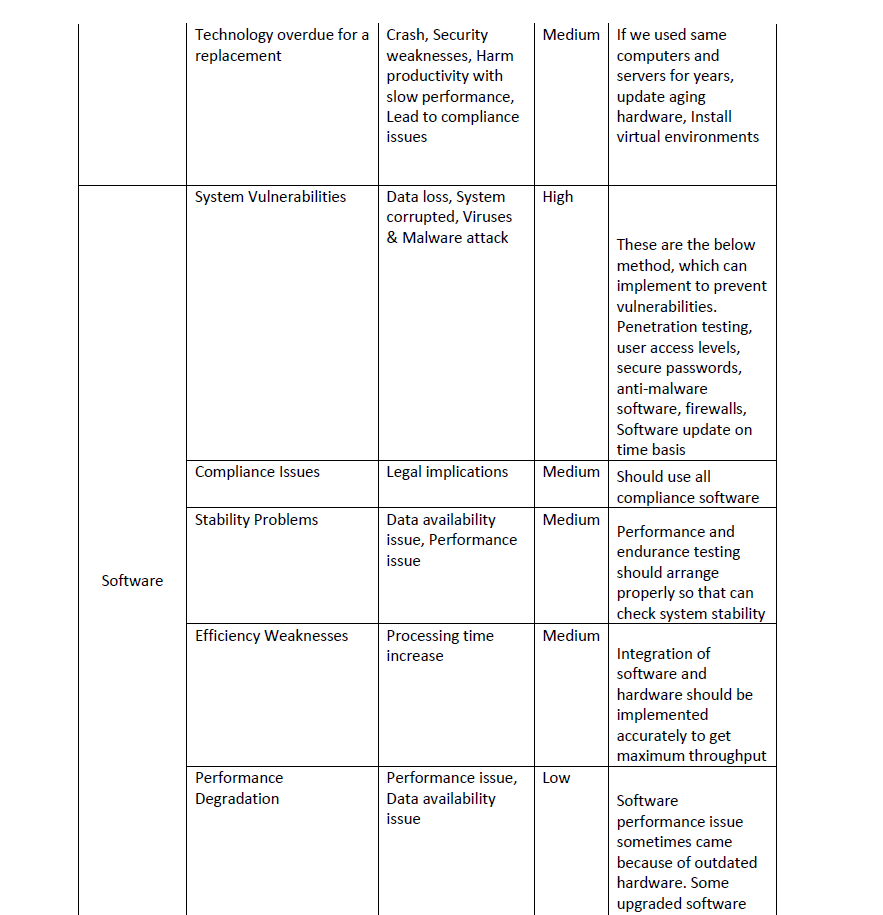 Technology overdue for a
replacement
Crash, Security
weaknesses, Harm
productivity with
slow performance,
Lead to compliance
issues
Medium
If we used same
computers and
servers for years,
update aging
hardware, Install
virtual environments
Software
System Vulnerabilities
Data loss, System
corrupted, Viruses
& Malware attack
High
These are the below
method, which can
implement to prevent
vulnerabilities.
Penetration testing,
user access levels,
secure passwords,
anti-malware
software, firewalls,
Software update on
time basis
Compliance Issues
Legal implications
Medium
Should use all
compliance software
Stability Problems
Data availability
issue, Performance
issue
Medium
Performance and
endurance testing
should arrange
properly so that can
check system stability
Efficiency Weaknesses
Processing time
increase
Medium
Integration of
software and
hardware should be
implemented
accurately to get
maximum throughput
Performance
Degradation
Performance issue,
Data availability
issue
Low
Software
performance issue
sometimes came
because of outdated
hardware. Some
upgraded software